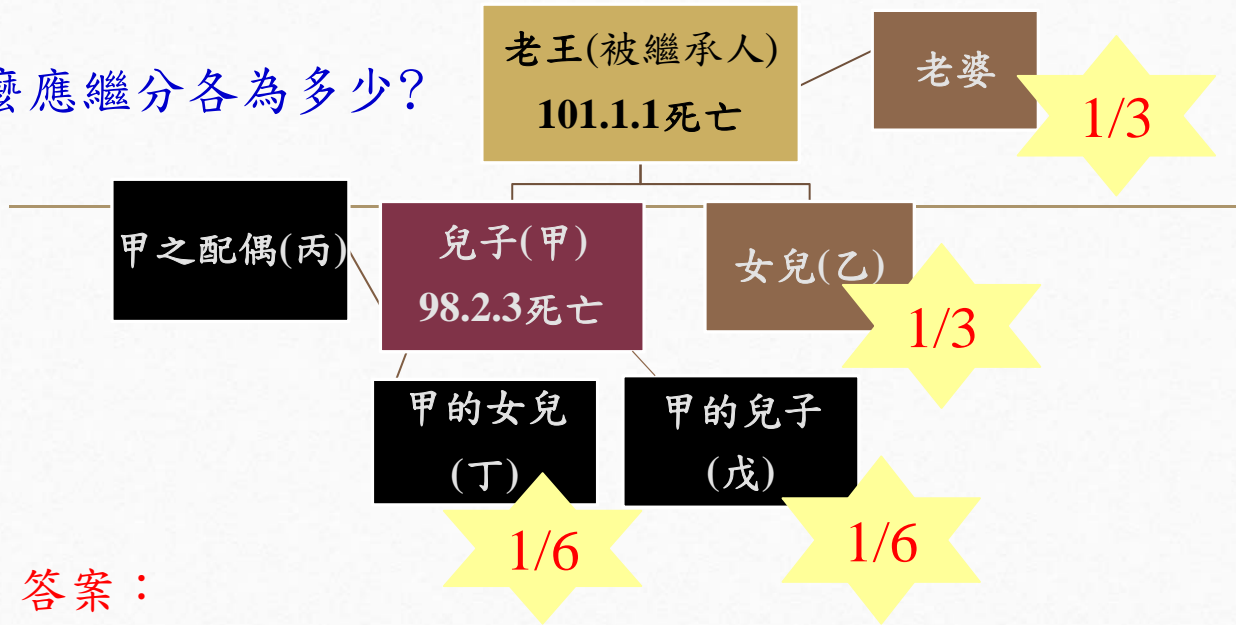 麼應繼分各為多少?
老王(被繼承人)
101.1.1死亡
老婆
1/3
甲之配偶(丙)
兒子(甲)
98.2.3死亡
女兒(乙)
1/3
甲的女兒
(丁)
1/6
甲的兒子
(戊)
1/6
答案：